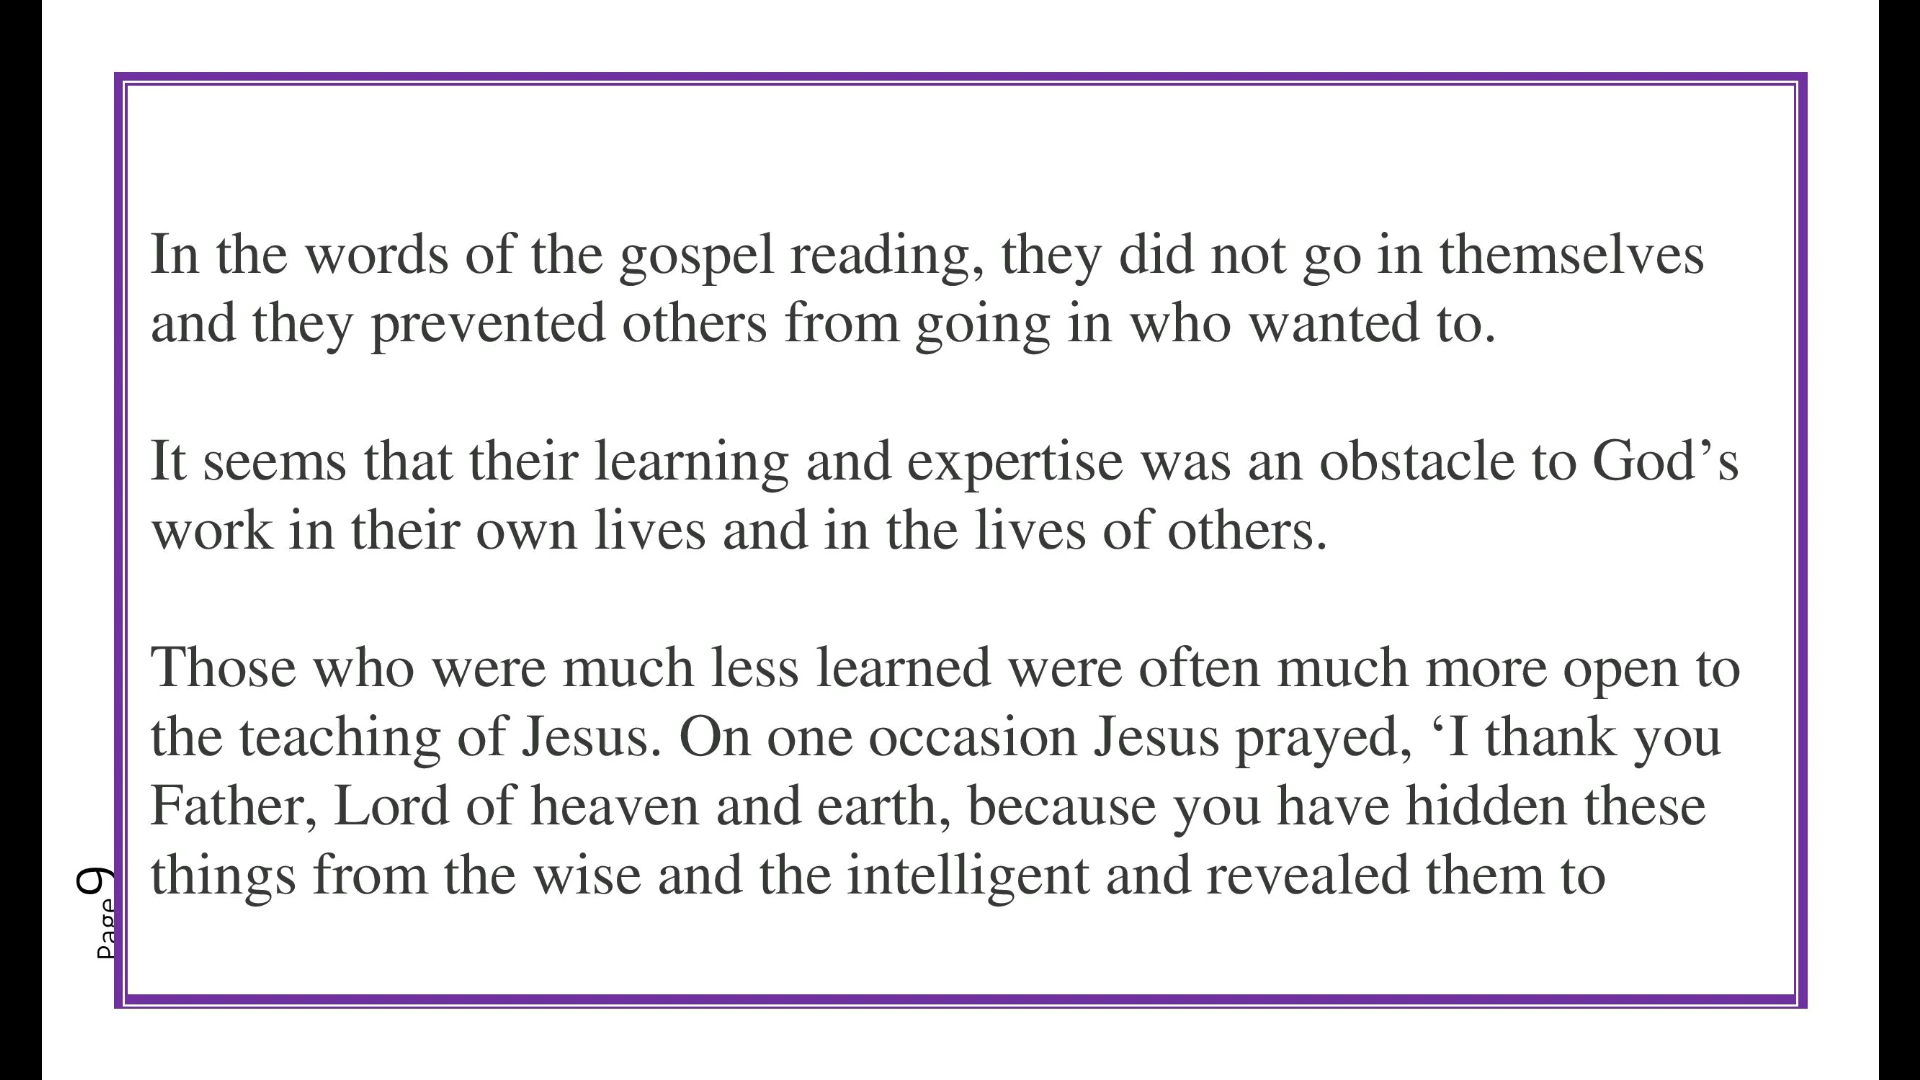 In the words of the gospel reading, they did not go in themselves
and they prevented others from going in who wanted to.
It seems that their learning and expertise was an obstacle to God’s
work in their own lives and in the lives of others.
Those who were much less learned were often much more open to
the teaching of Jesus. On one occasion Jesus prayed, ‘I thank you
Father, Lord of heaven and earth, because you have hidden these
things from the wise and the intelligent and revealed them to
Page 9